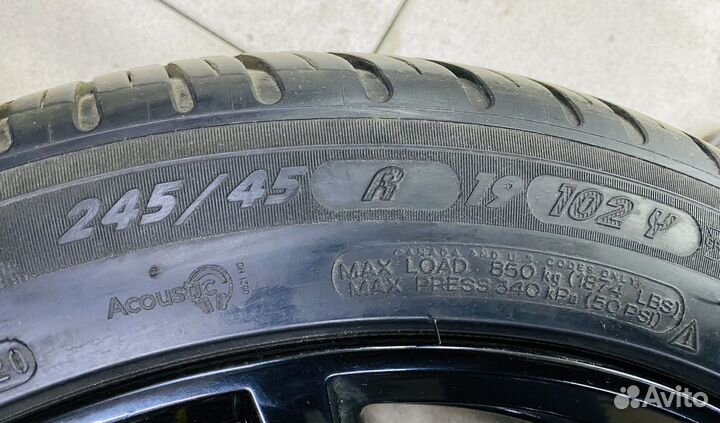 245/45 R 19 102 Y
CANADA AND U.S. CODES ONLY
MAX LOAD 850 kg (1874 LBS)
MAX PRESS 340 kPa (50 PSI)
Acoustic
20
Avito